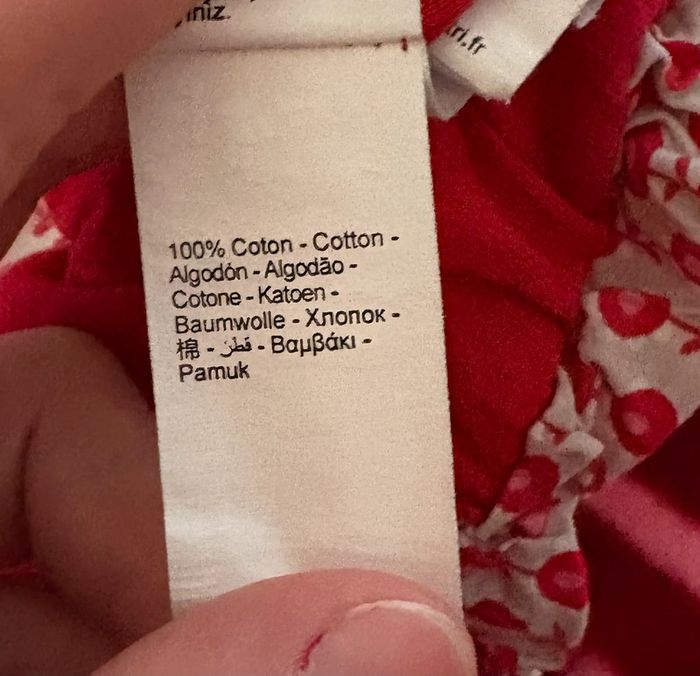 100% Coton - Cotton -
Algodón - Algodão -
Cotone - Katoen -
Baumwolle - Хлопок -
棉 - قطن - Βαμβάκι -
Pamuk